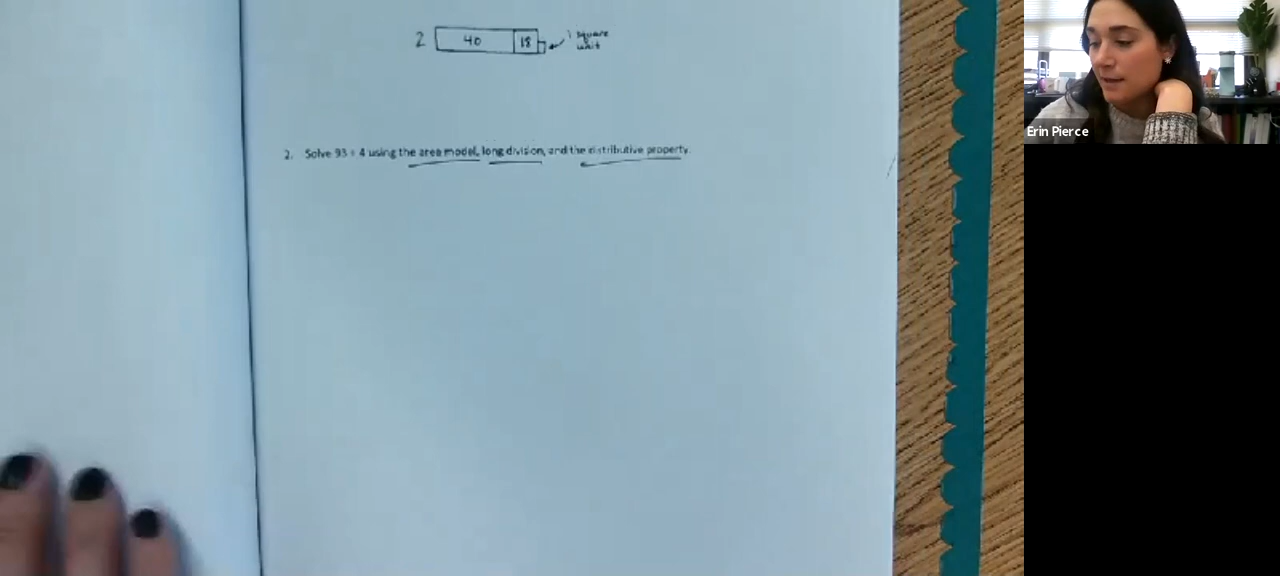 2 40 18 1 square
unit
2. Solve 93 ÷ 4 using the area model, long division, and the distributive property.
Erin Pierce